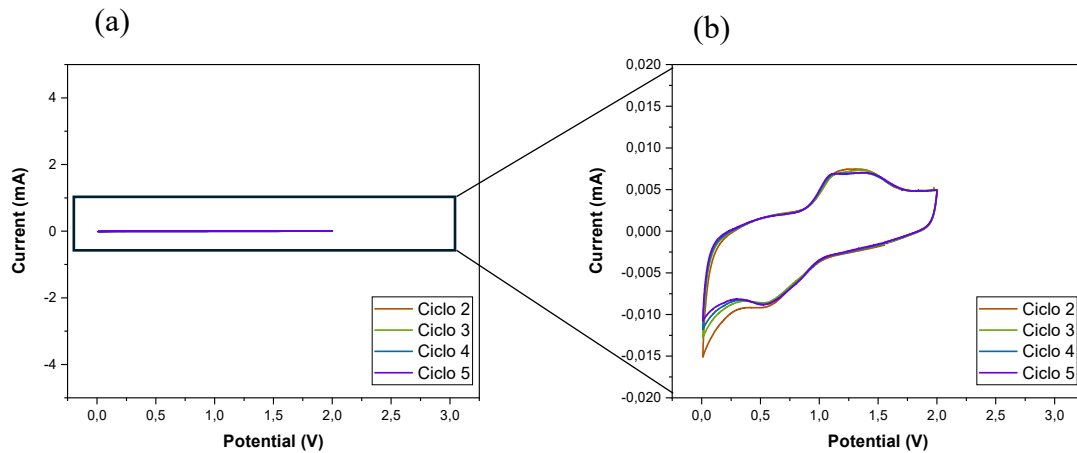 (a)
Current (mA)
4
2
0
-2
-4
0,0 0,5 1,0 1,5 2,0 2,5 3,0
Potential (V)
Ciclo 2
Ciclo 3
Ciclo 4
Ciclo 5
(b)
Current (mA)
0,020
0,015
0,010
0,005
0,000
-0,005
-0,010
-0,015
-0,020
0,0 0,5 1,0 1,5 2,0 2,5 3,0
Potential (V)
Ciclo 2
Ciclo 3
Ciclo 4
Ciclo 5